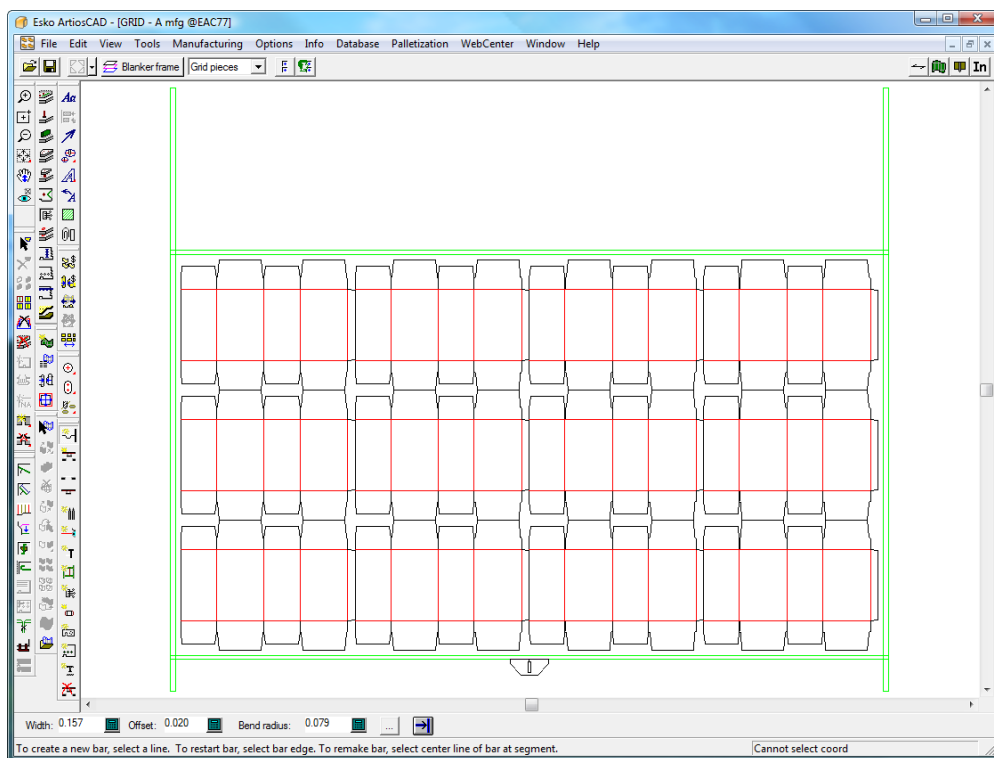 Esko ArtiosCAD - [GRID - A mfg @EAC77]
File Edit View Tools Manufacturing Options Info Database Palletization WebCenter Window Help
Blanker frame Grid pieces In
Width: 0.157 Offset: 0.020 Bend radius: 0.079 ...
To create a new bar, select a line. To restart bar, select bar edge. To remake bar, select center line of bar at segment. Cannot select coord